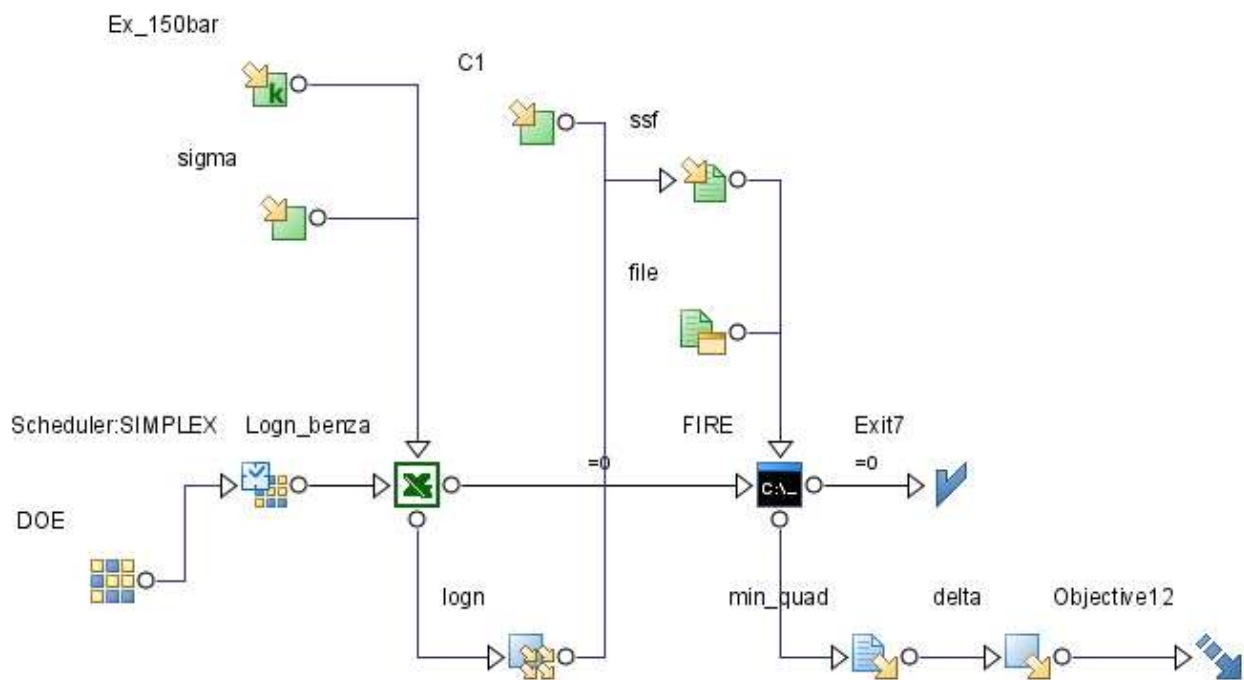 Ex_150bar
C1
ssf
sigma
file
Scheduler:SIMPLEX
Logn_benza
FIRE
Exit7
=0
=0
k
X
C:\_
DOE
logn
min_quad
delta
Objective12